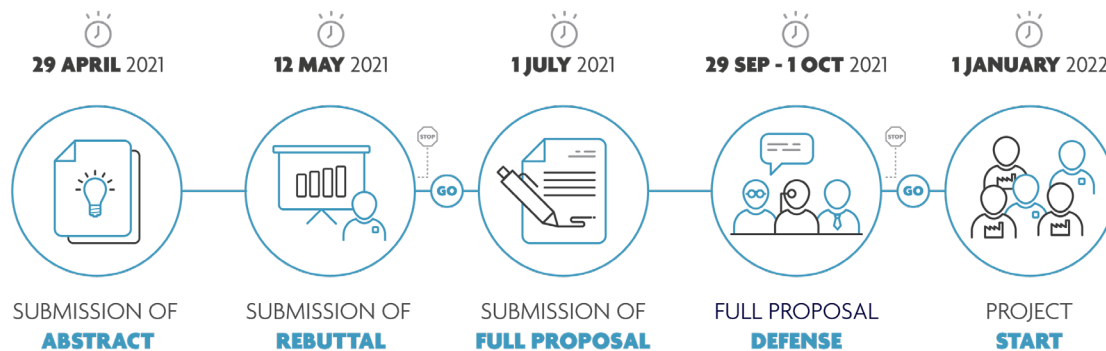 29 APRIL 2021
12 MAY 2021
1 JULY 2021
29 SEP - 1 OCT 2021
1 JANUARY 2022
STOP
GO
STOP
GO
SUBMISSION OF
ABSTRACT
SUBMISSION OF
REBUTTAL
SUBMISSION OF
FULL PROPOSAL
FULL PROPOSAL
DEFENSE
PROJECT
START